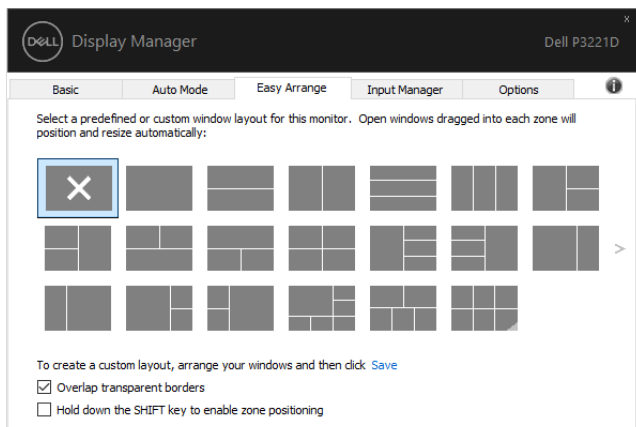 DELL Display Manager
x
Dell P3221D
Basic Auto Mode Easy Arrange Input Manager Options i
Select a predefined or custom window layout for this monitor. Open windows dragged into each zone will
position and resize automatically:
>
To create a custom layout, arrange your windows and then click Save
Overlap transparent borders
Hold down the SHIFT key to enable zone positioning